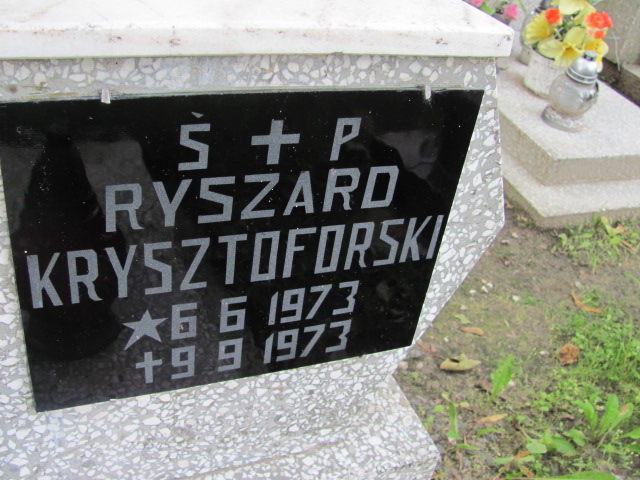 Ś + P
RYSZARD
KRYSZTOFORSKI
★ 6 6 1973
✝ 9 9 1973